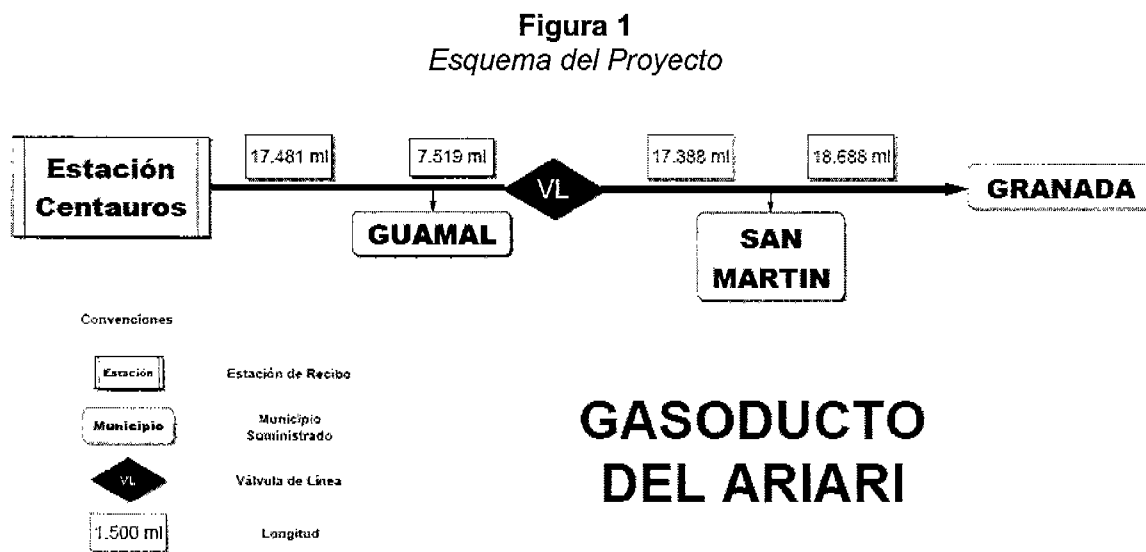 Figura 1
Esquema del Proyecto
Estación
Centauros
17.481 ml
7.519 ml
VL
17.388 ml
18.688 ml
GRANADA
GUAMAL
SAN
MARTIN
Convenciones
Estación
Estación de Recibo
Municipio
Municipio
Suministrado
VL
Válvula de Línea
1.500 ml
Longitud
GASODUCTO
DEL ARIARI